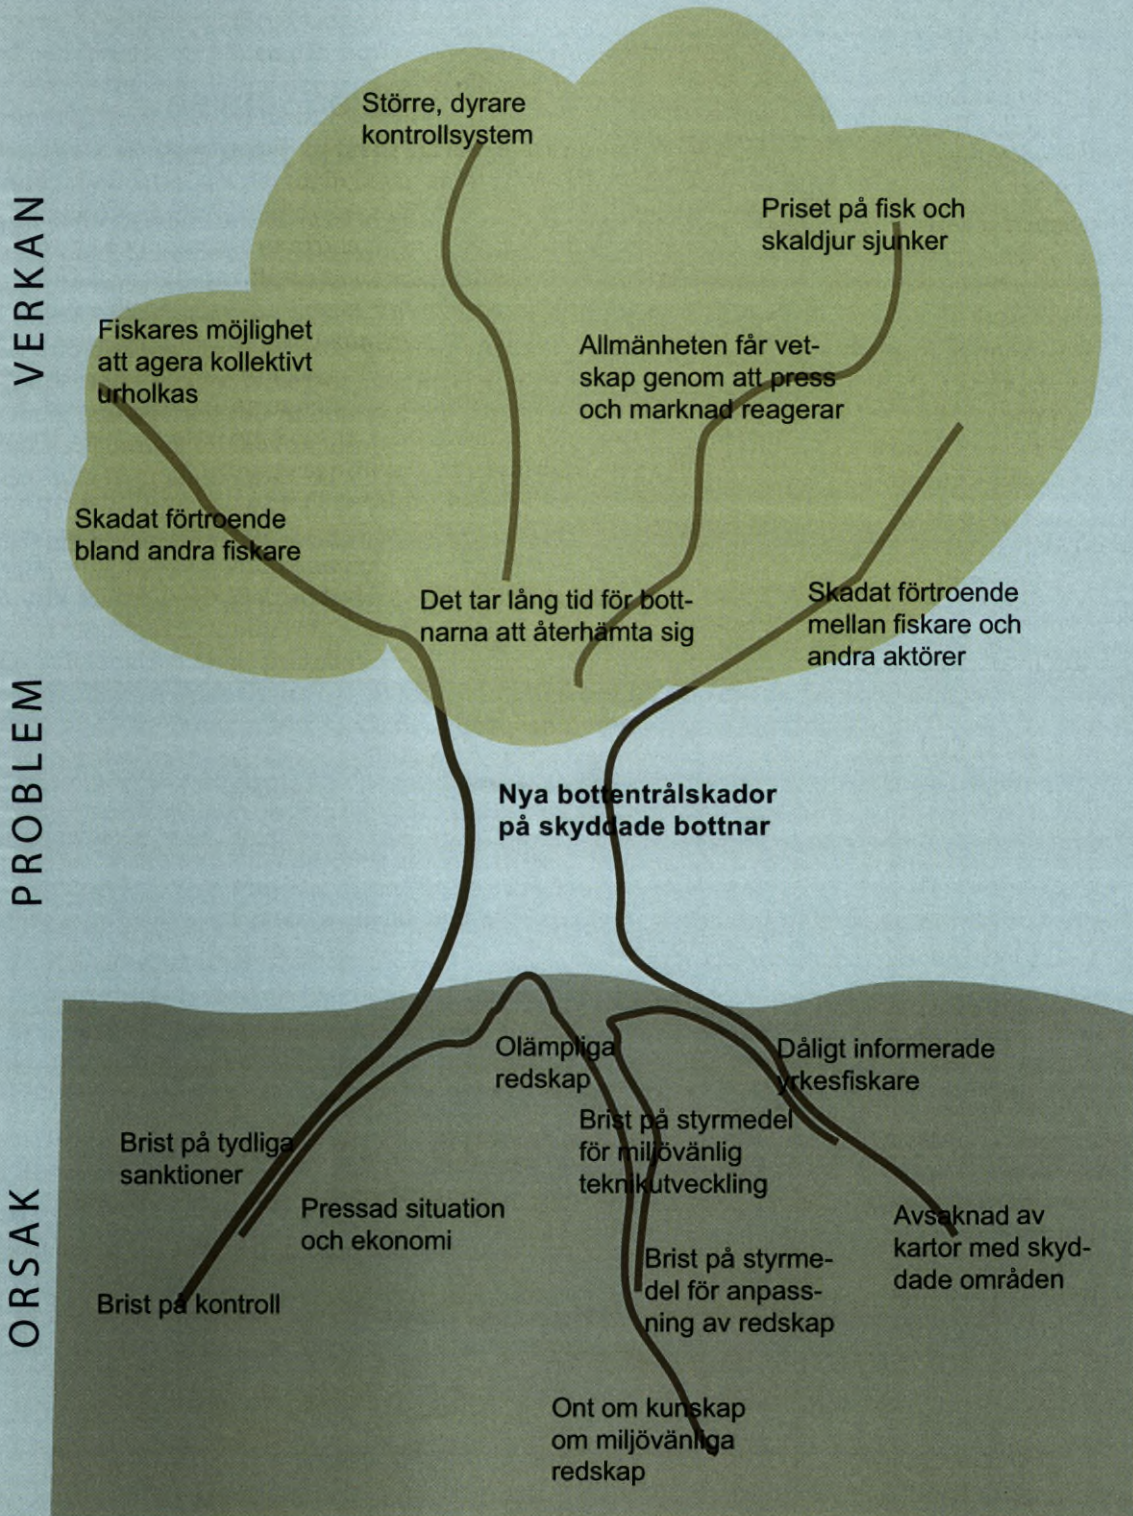 VERKAN
Större, dyrare
kontrollsystem
Priset på fisk och
skaldjur sjunker
Fiskares möjlighet
att agera kollektivt
urholkas
Allmänheten får vet-
skap genom att press
och marknad reagerar
Skadat förtroende
bland andra fiskare
Det tar lång tid för bott-
narna att återhämta sig
Skadat förtroende
mellan fiskare och
andra aktörer
PROBLEM
Nya bottentrålskador
på skyddade bottnar
ORSAK
Olämpliga
redskap
Dåligt informerade
yrkesfiskare
Brist på tydliga
sanktioner
Brist på styrmedel
för miljövänlig
teknikutveckling
Pressad situation
och ekonomi
Avsaknad av
kartor med skyd-
dade områden
Brist på styrme-
del för anpass-
ning av redskap
Brist på kontroll
Ont om kunskap
om miljövänliga
redskap